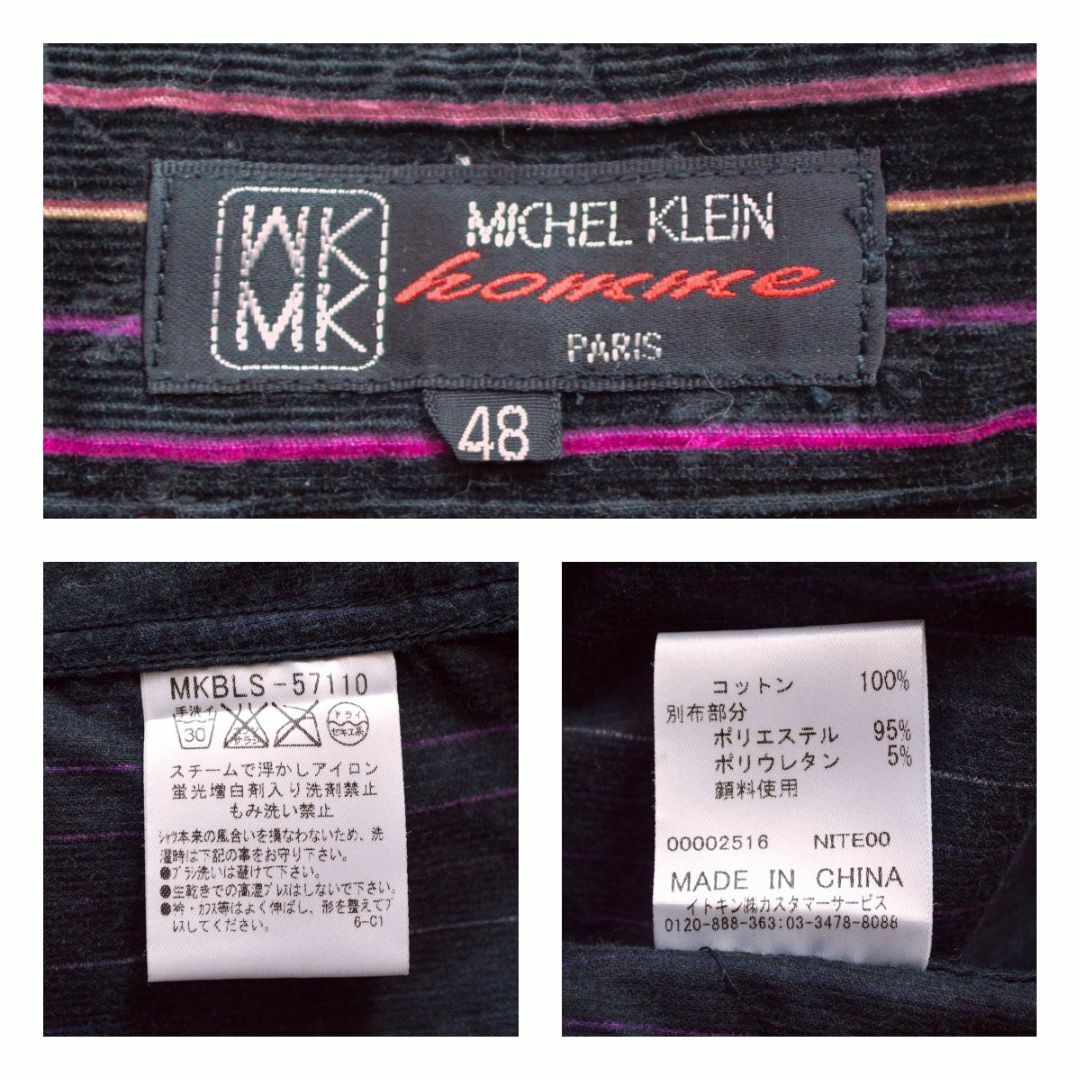 MK
MK
MICHEL KLEIN
homme
PARIS
48
MKBLS-57110
手洗イ
30
ドライ
セキユ系
スチームで浮かしアイロン
蛍光増白剤入り洗剤禁止
もみ洗い禁止
シャツ本来の風合いを損なわないため、洗
濯時は下記の事をお守り下さい。
●ブラシ洗いは避けて下さい。
●生乾きでの高温プレスはしないで下さい。
●衿・カフス等はよく伸ばし、形を整えてプ
レスしてください。 6-C1
コットン 100%
別布部分
ポリエステル 95%
ポリウレタン 5%
顔料使用
00002516 NITE00
MADE IN CHINA
イトキン㈱カスタマーサービス
0120-888-363:03-3478-8088